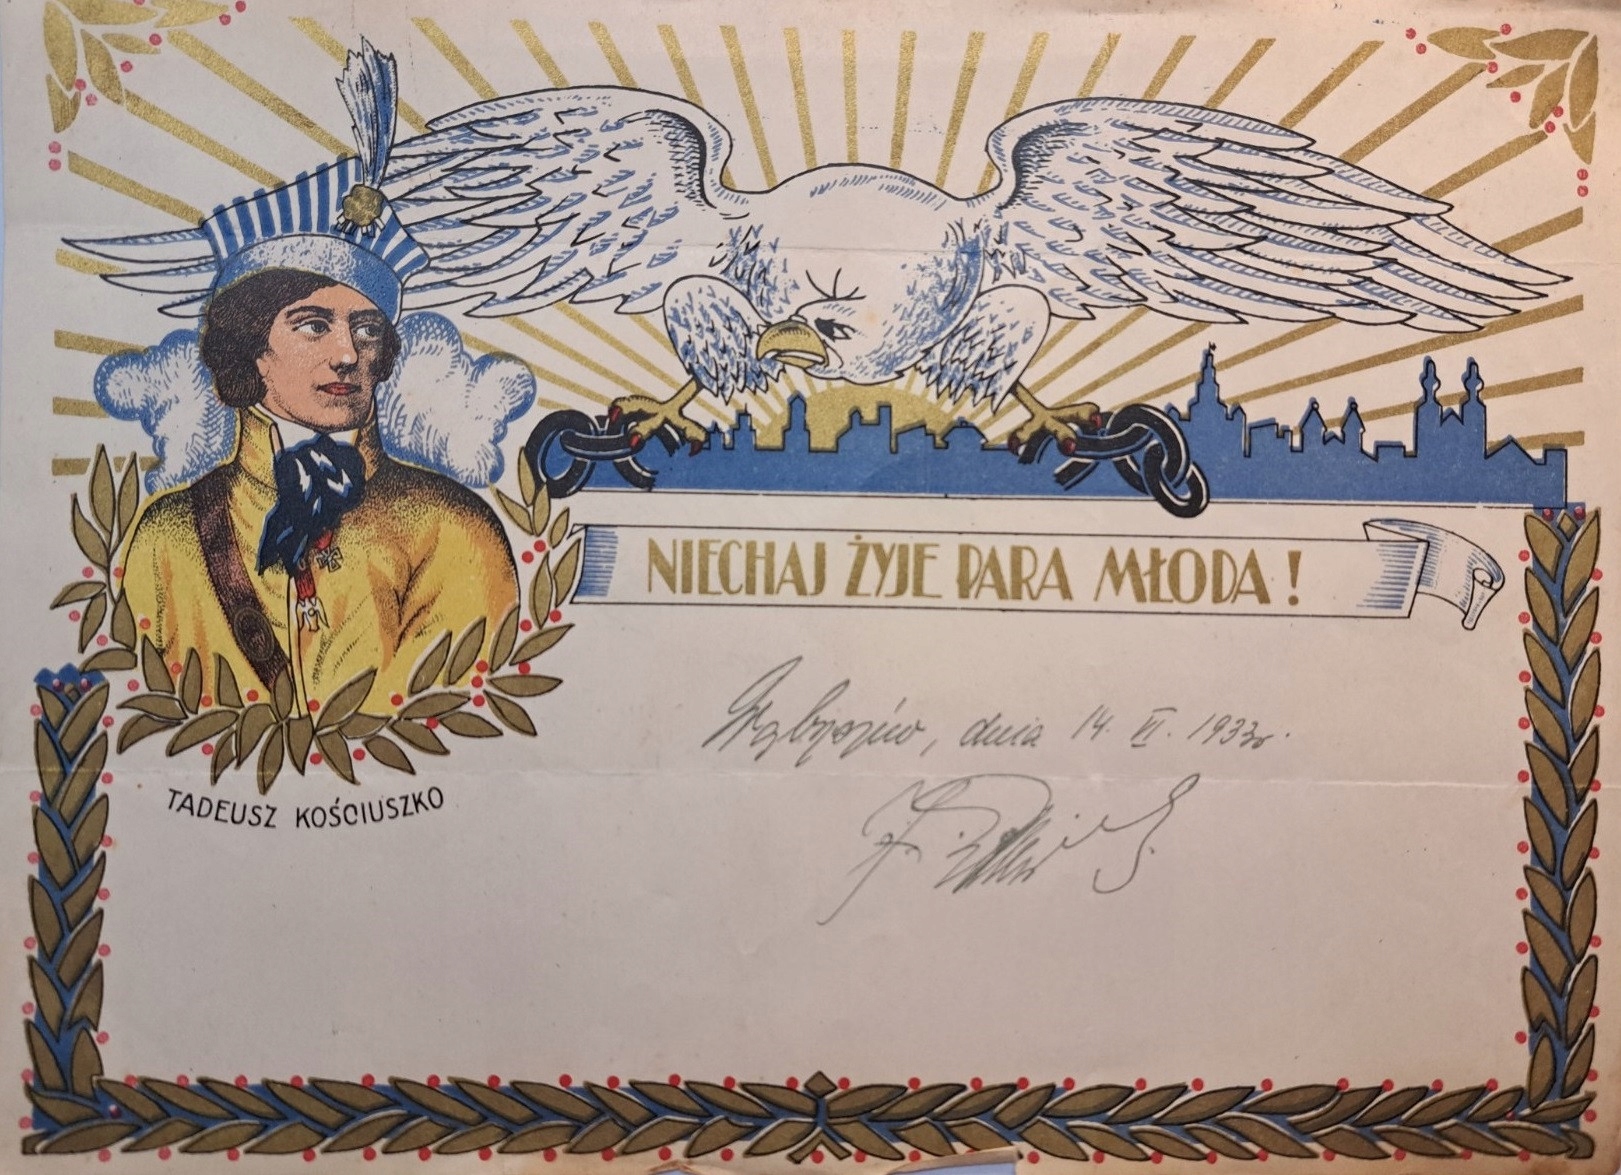 NIECHAJ ŻYJE PARA MŁODA!
dnia 14. VI. 1933r.
TADEUSZ KOŚCIUSZKO